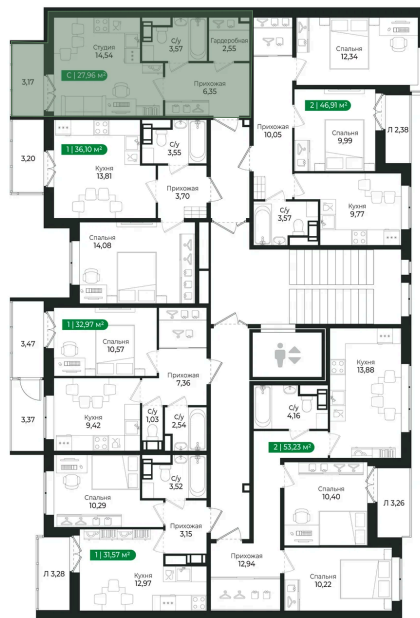 Студия
14,54
С/у
3,57
Гардеробная
2,55
Спальня
12,34
3,17
С | 27,96 м²
Прихожая
6,35
2 | 46,91 м²
Л 2,38
1 | 36,10 м²
С/у
3,55
Прихожая
10,05
9,99
3,20
Кухня
13,81
Прихожая
3,70
С/у
3,57
Кухня
9,77
Спальня
14,08
3,47
1 | 32,97 м²
Спальня
10,57
Прихожая
7,36
Кухня
13,88
3,37
Кухня
9,42
С/у
1,03
С/у
2,54
С/у
4,16
2 | 53,23 м²
Спальня
10,29
С/у
3,52
Спальня
10,40
Л 3,26
Прихожая
3,15
Прихожая
12,94
Л 3,28
1 | 31,57 м²
Кухня
12,97
Спальня
10,22